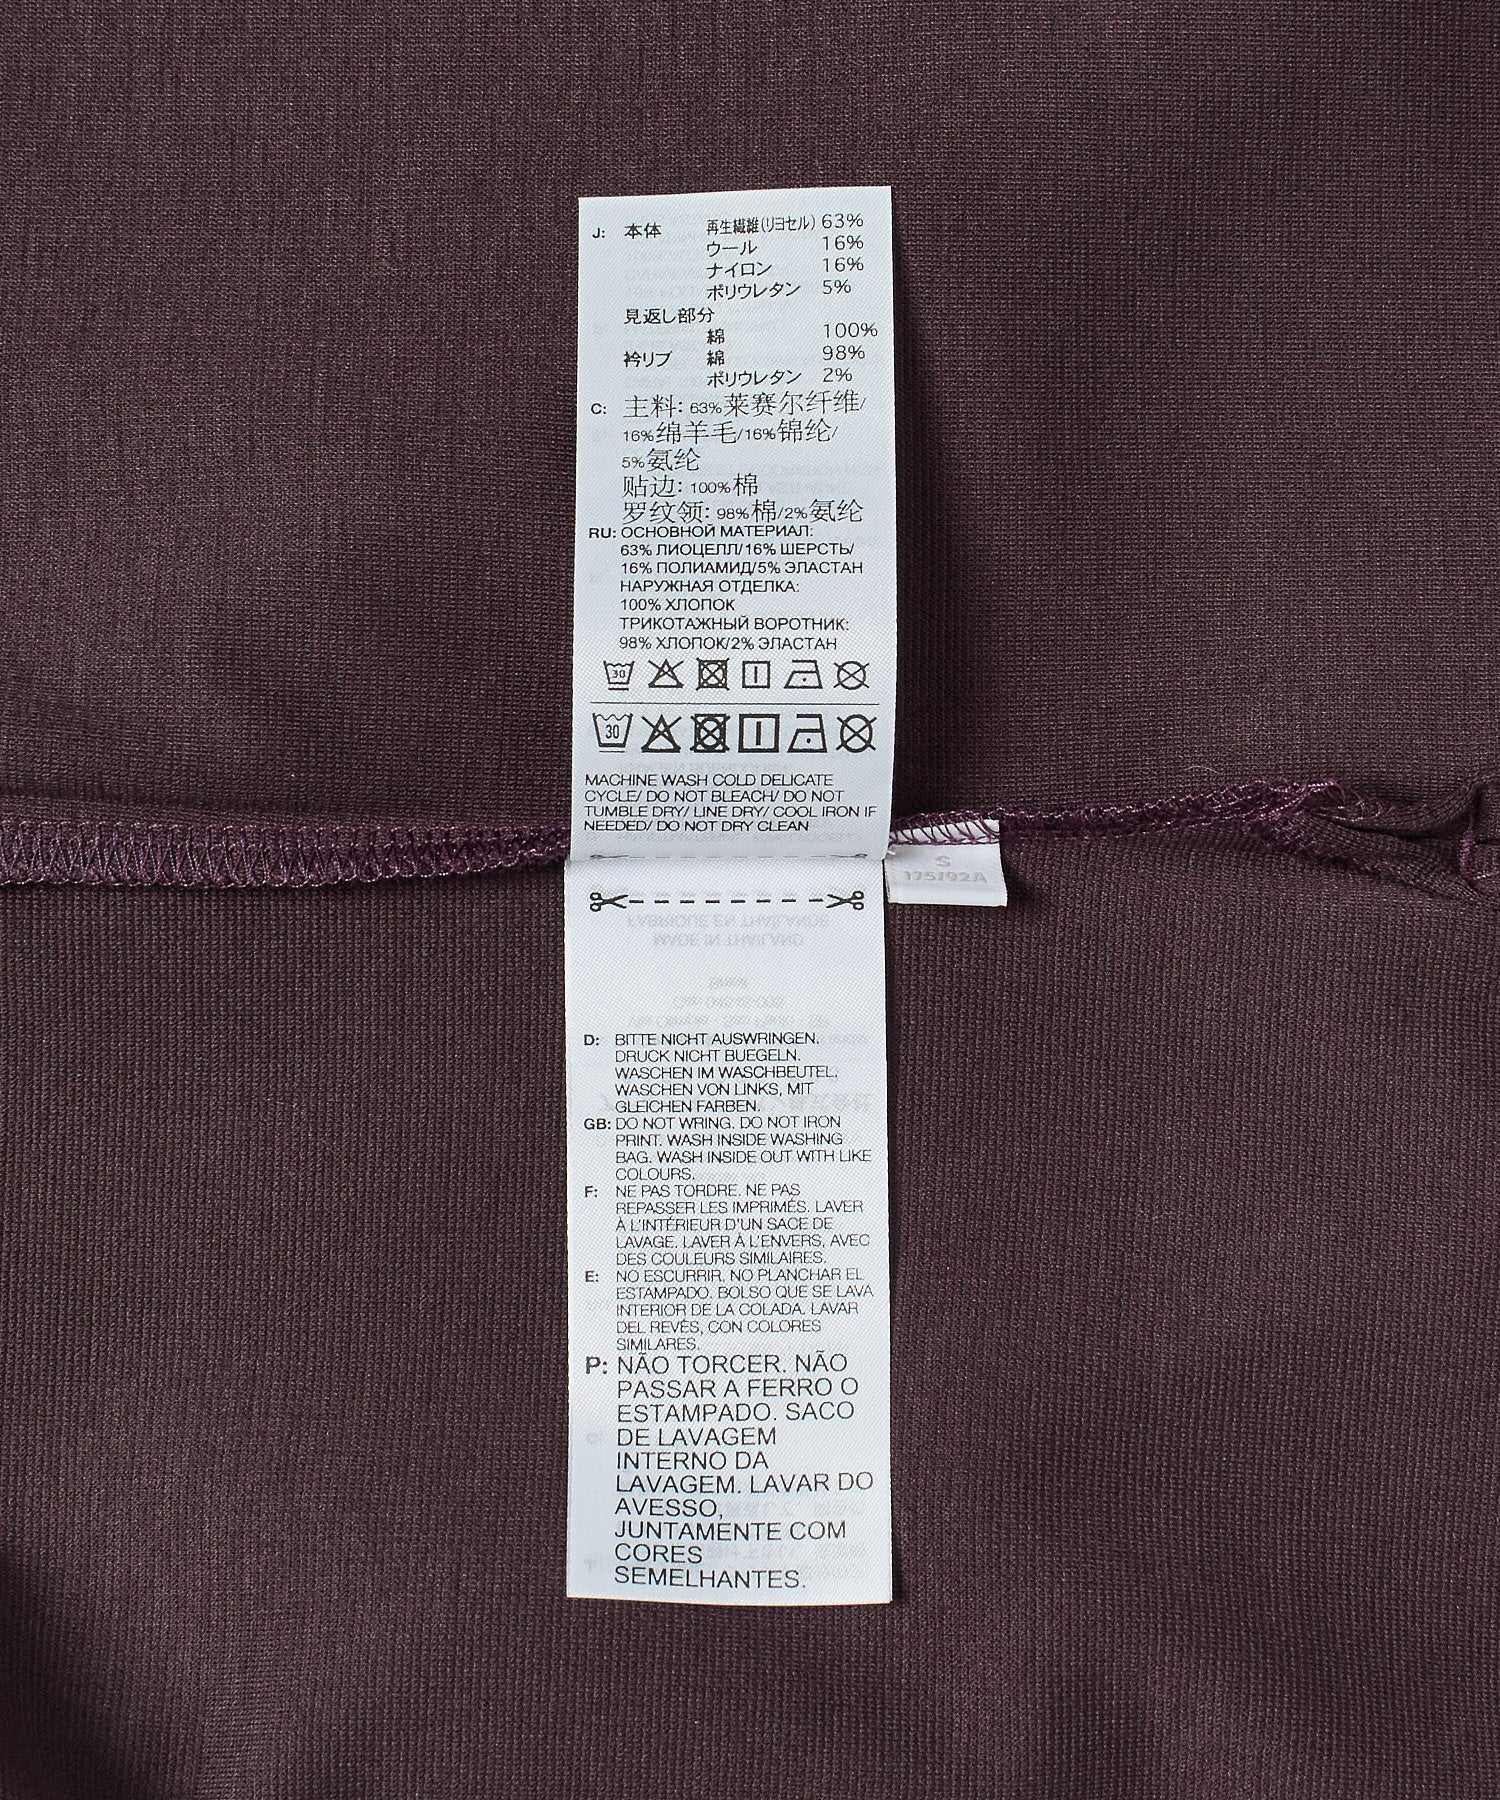 J: 本体 再生繊維(リヨセル) 63%
ウール 16%
ナイロン 16%
ポリウレタン 5%
見返し部分
綿 100%
衿リブ 綿 98%
ポリウレタン 2%
C: 主料: 63%莱赛尔纤维/
16%绵羊毛/16%锦纶/
5%氨纶
贴边: 100%棉
罗纹领: 98%棉/2%氨纶
RU: ОСНОВНОЙ МАТЕРИАЛ:
63% ЛИОЦЕЛЛ/16% ШЕРСТЬ/
16% ПОЛИАМИД/5% ЭЛАСТАН
НАРУЖНАЯ ОТДЕЛКА:
100% ХЛОПОК
ТРИКОТАЖНЫЙ ВОРОТНИК:
98% ХЛОПОК/2% ЭЛАСТАН
30
30
MACHINE WASH COLD DELICATE
CYCLE/ DO NOT BLEACH/ DO NOT
TUMBLE DRY/ LINE DRY/ COOL IRON IF
NEEDED/ DO NOT DRY CLEAN
S
175/92A
FABRIQUÉ EN THAÏLANDE
MADE IN THAILAND
D: BITTE NICHT AUSWRINGEN.
DRUCK NICHT BUEGELN.
WASCHEN IM WASCHBEUTEL,
WASCHEN VON LINKS, MIT
GLEICHEN FARBEN.
GB: DO NOT WRING. DO NOT IRON
PRINT. WASH INSIDE WASHING
BAG. WASH INSIDE OUT WITH LIKE
COLOURS.
F: NE PAS TORDRE. NE PAS
REPASSER LES IMPRIMÉS. LAVER
À L'INTÉRIEUR D'UN SACE DE
LAVAGE, LAVER À L'ENVERS, AVEC
DES COULEURS SIMILAIRES.
E: NO ESCURRIR. NO PLANCHAR EL
ESTAMPADO. BOLSO QUE SE LAVA
INTERIOR DE LA COLADA. LAVAR
DEL REVÉS, CON COLORES
SIMILARES.
P: NÃO TORCER. NÃO
PASSAR A FERRO O
ESTAMPADO. SACO
DE LAVAGEM
INTERNO DA
LAVAGEM. LAVAR DO
AVESSO,
JUNTAMENTE COM
CORES
SEMELHANTES.